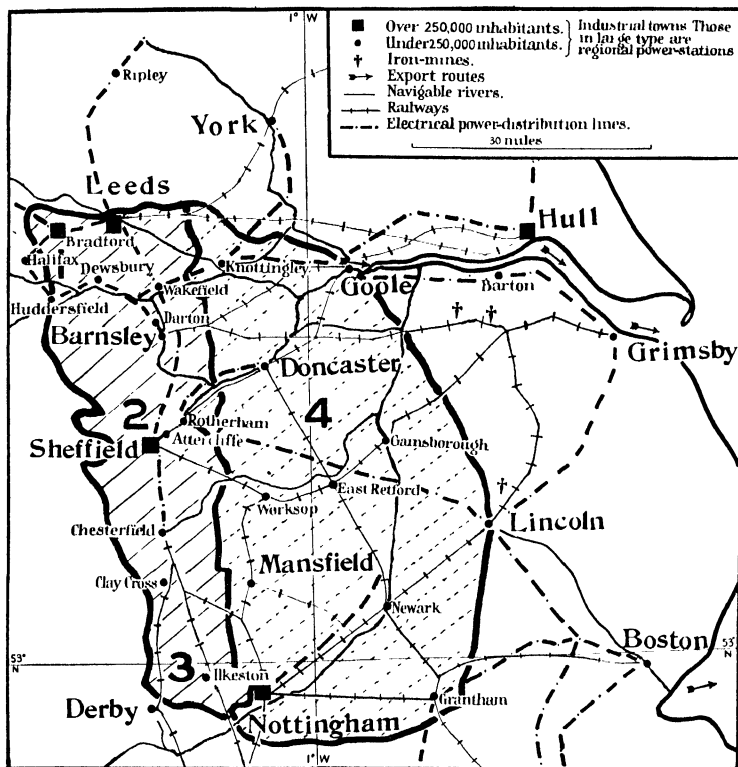 1° W
Over 250,000 inhabitants.
Under 250,000 inhabitants.
Industrial towns Those
in large type are
regional power-stations
Iron-mines.
Export routes
Navigable rivers.
Railways
Electrical power-distribution lines.
30 miles
Ripley
York
Leeds
Bradford
Hull
Halifax
Dewsbury
Knottingley
Goole
Wakefield
Barton
Huddersfield
Darton
Barnsley
Grimsby
Doncaster
2
4
Rotherham
Sheffield
Attercliffe
Gainsborough
East Retford
Worksop
Lincoln
Chesterfield
Mansfield
Clay Cross
Newark
53°
N
Boston
53°
N
3
Ilkeston
Derby
Nottingham
Grantham
1° W